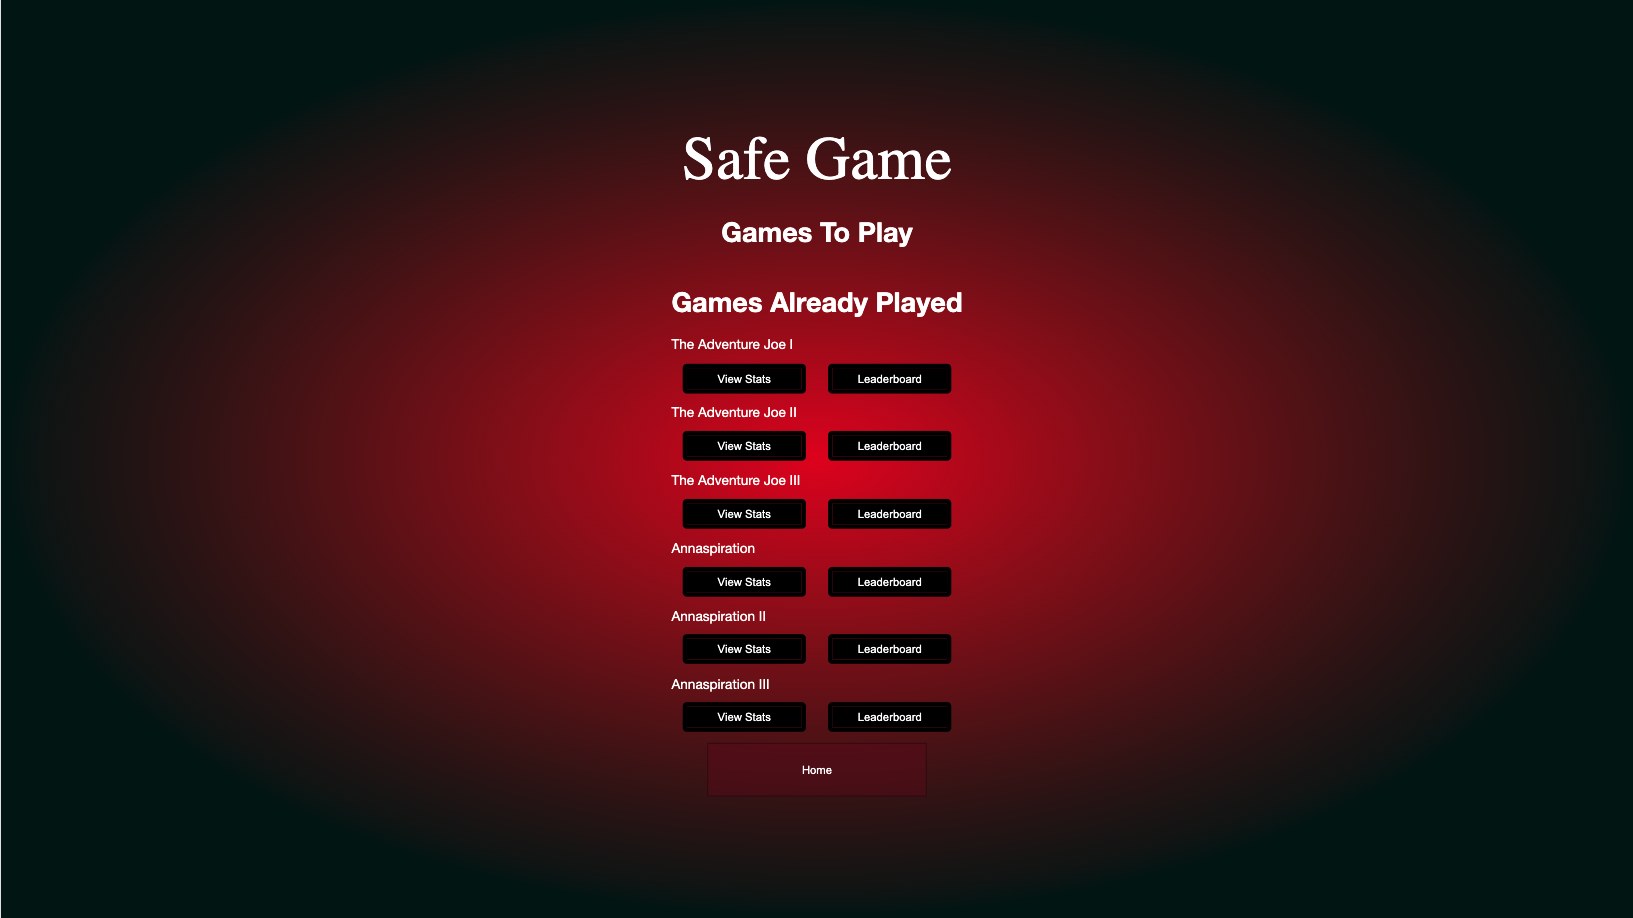 Safe Game
Games To Play
Games Already Played
The Adventure Joe I
View Stats Leaderboard
The Adventure Joe II
View Stats Leaderboard
The Adventure Joe III
View Stats Leaderboard
Annaspiration
View Stats Leaderboard
Annaspiration II
View Stats Leaderboard
Annaspiration III
View Stats Leaderboard
Home